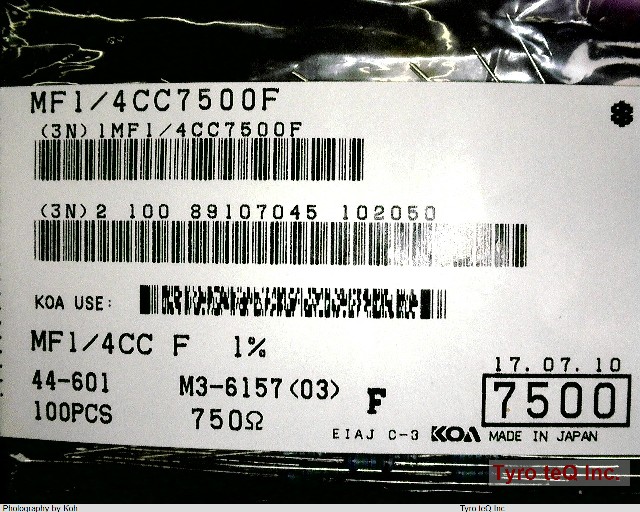 MF1/4CC7500F
(3N)1MF1/4CC7500F
(3N)2 100 89107045 102050
KOA USE:
MF1/4CC F 1%
17.07.10
44-601 M3-6157(03) F 7500
100PCS 750Ω
EIAJ C-3 KOA MADE IN JAPAN
Tyro teQ Inc.
Photography by Koh Tyro teQ Inc